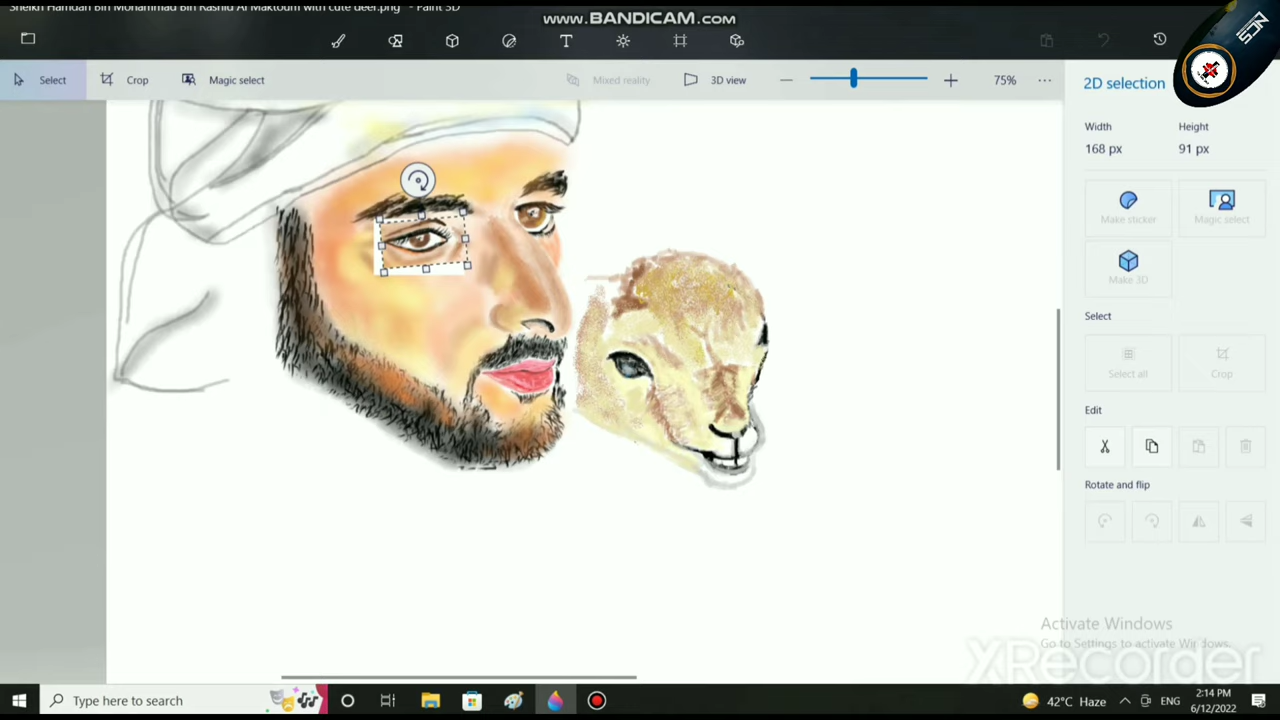 Sheikh Hamdan Bin Mohammad Bin Rashid Al Maktoum with cute deer.png * - Paint 3D
www.BANDICAM.com
Select Crop Magic select Mixed reality 3D view 75%
2D selection
Width Height
168 px 91 px
Make sticker Magic select
Make 3D
Select
Select all Crop
Edit
Rotate and flip
Activate Windows
Go to Settings to activate Windows.
XRecorder
Type here to search
42°C Haze ENG 2:14 PM
6/12/2022